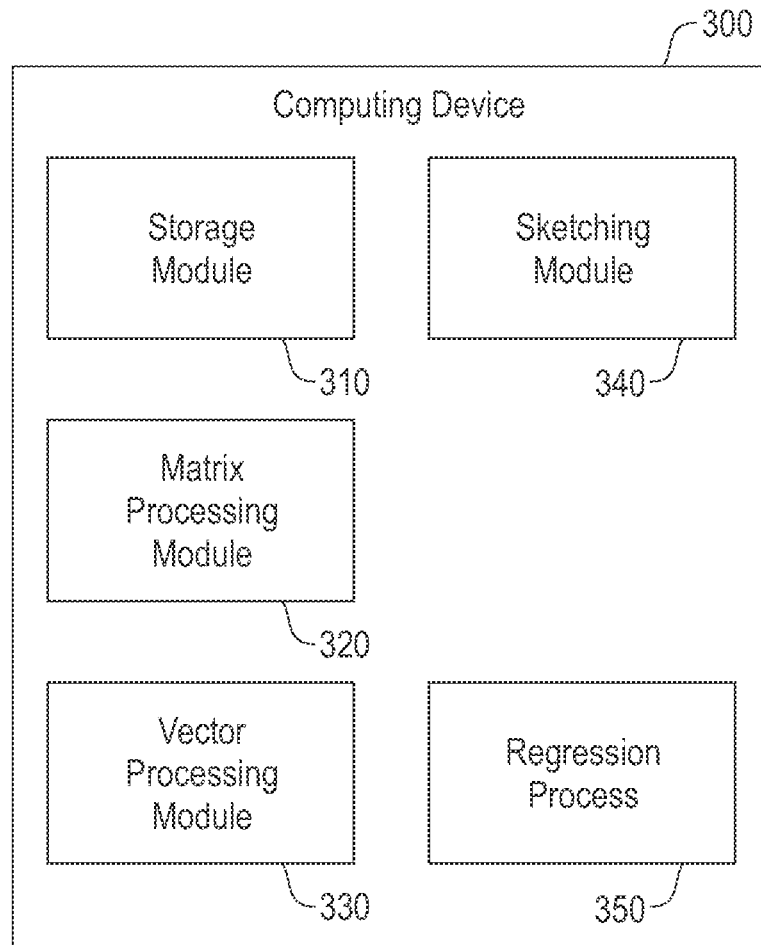 300
Computing Device
Storage
Module
310
Sketching
Module
340
Matrix
Processing
Module
320
Vector
Processing
Module
330
Regression
Process
350